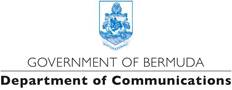 GOVERNMENT OF BERMUDA
Department of Communications